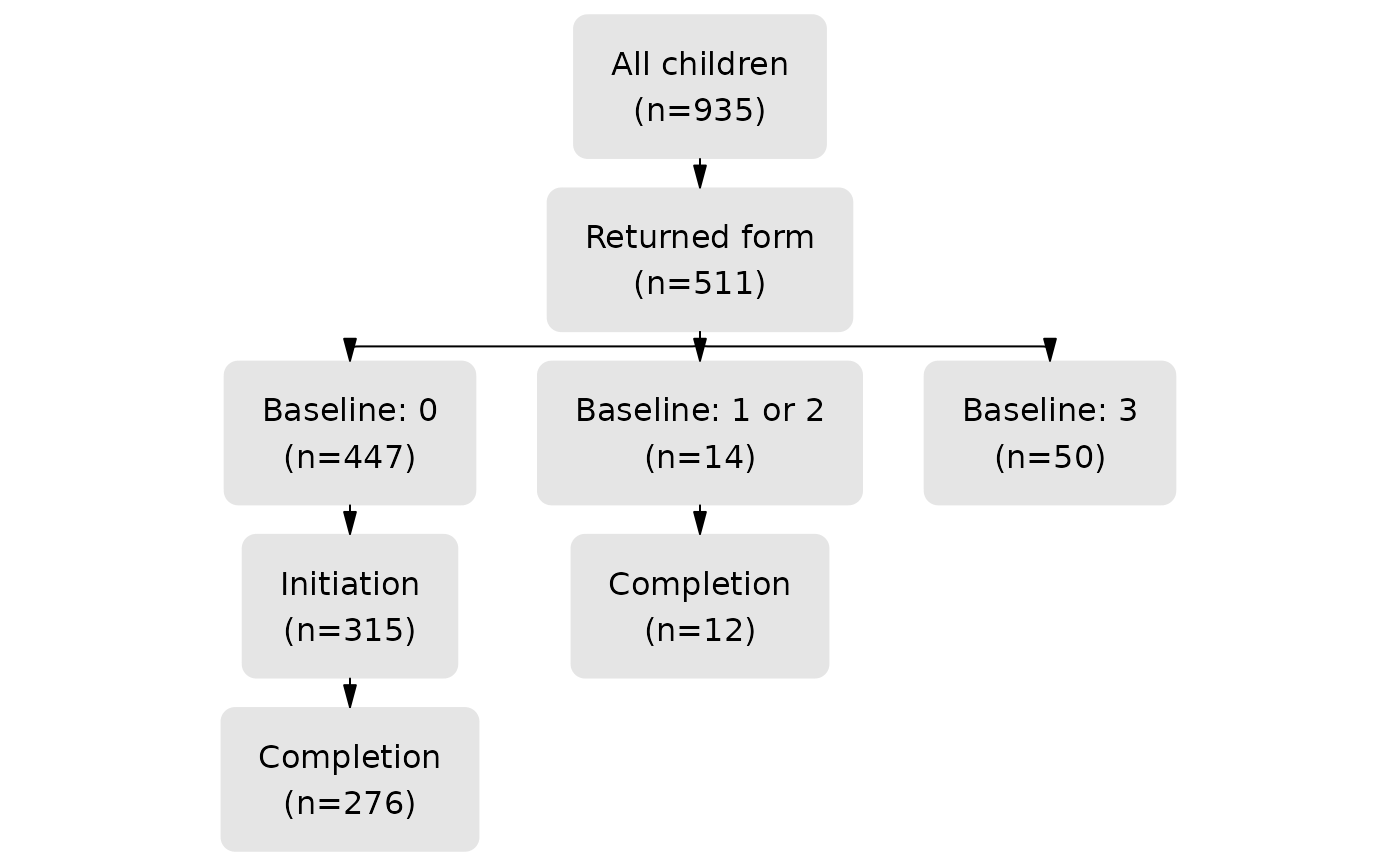 All children
(n=935)
Returned form
(n=511)
Baseline: 0
(n=447)
Baseline: 1 or 2
(n=14)
Baseline: 3
(n=50)
Initiation
(n=315)
Completion
(n=12)
Completion
(n=276)